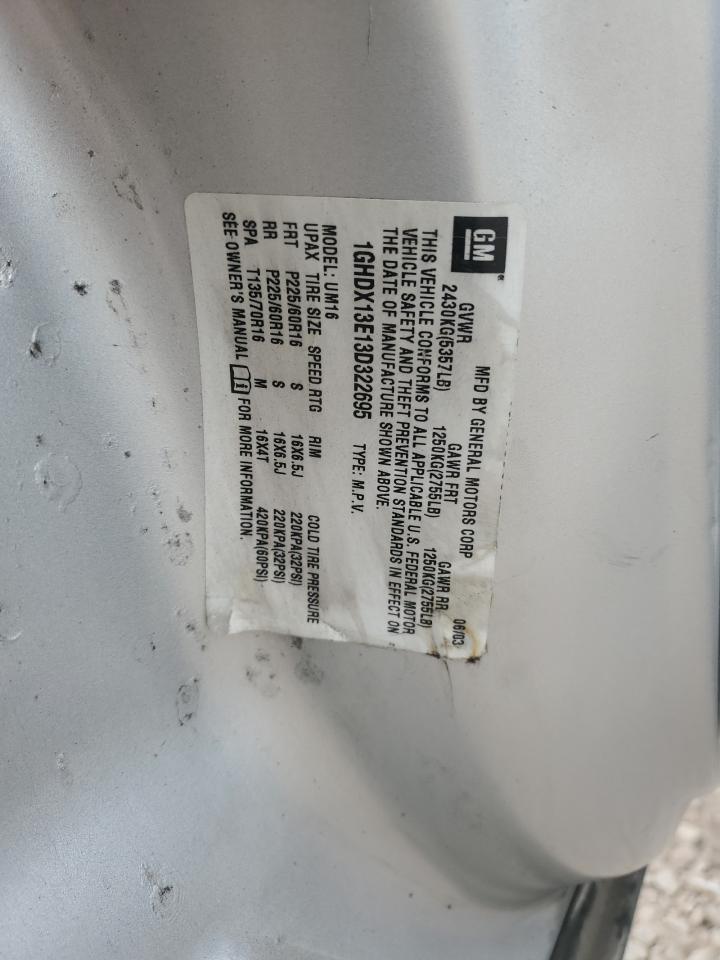 GM
MFD BY GENERAL MOTORS CORP
06/03
GVWR GAWR FRT GAWR RR
2430KG(5357LB) 1250KG(2755LB) 1250KG(2755LB)
THIS VEHICLE CONFORMS TO ALL APPLICABLE U.S. FEDERAL MOTOR
VEHICLE SAFETY AND THEFT PREVENTION STANDARDS IN EFFECT ON
THE DATE OF MANUFACTURE SHOWN ABOVE.
1GHDX13E13D322695 TYPE: M.P.V.
MODEL: UM16
UPAX TIRE SIZE SPEED RTG RIM COLD TIRE PRESSURE
FRT P225/60R16 S 16X6.5J 220KPA(32PSI)
RR P225/60R16 S 16X6.5J 220KPA(32PSI)
SPA T135/70R16 M 16X4T 420KPA(60PSI)
SEE OWNER'S MANUAL FOR MORE INFORMATION.